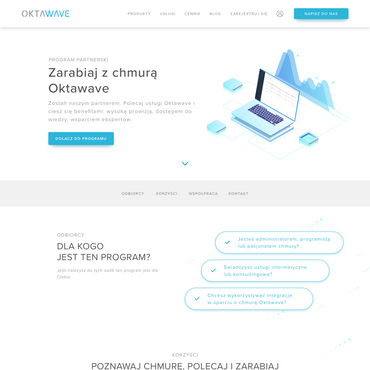 OKTAWAVE
PRODUKTY USŁUGI CENNIK BLOG ZAREJESTRUJ SIĘ NAPISZ DO NAS
PROGRAM PARTNERSKI
Zarabiaj z chmurą
Oktawave
Zostań naszym partnerem. Polecaj usługi Oktawave i
ciesz się benefitami: wysoką prowizją, dostępem do
wiedzy, wsparciem ekspertów.
DOŁĄCZ DO PROGRAMU
ODBIORCY KORZYŚCI WSPÓŁPRACA KONTAKT
ODBIORCY
DLA KOGO
JEST TEN PROGRAM?
Jeśli należysz do tych osób ten program jest dla
Ciebie
Jesteś administratorem, programistą
lub pasjonatem chmury?
Świadczysz usługi informatyczne
lub konsultingowe?
Chcesz wykorzystywać integracje
w oparciu o chmurę Oktawave?
KORZYŚCI
POZNAWAJ CHMURĘ, POLECAJ I ZARABIAJ